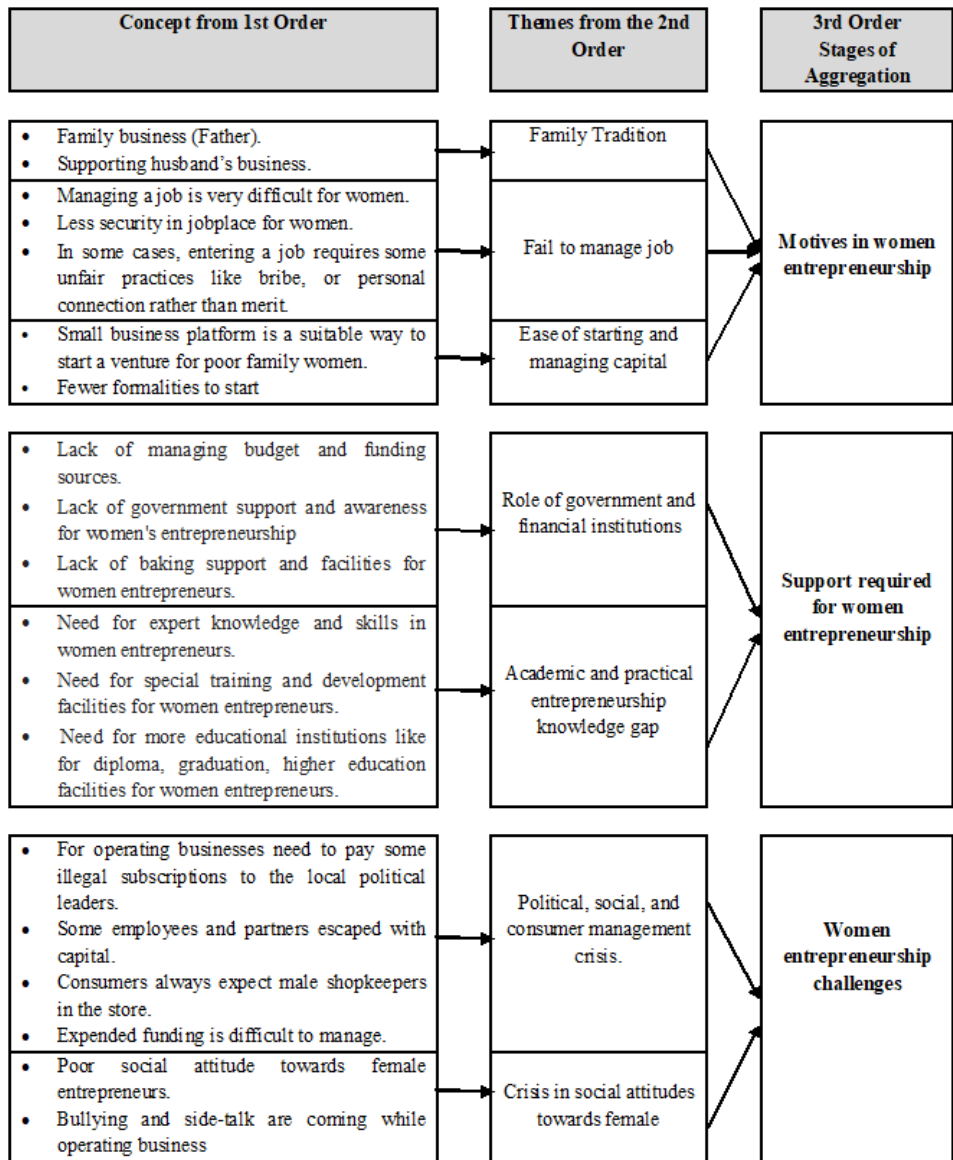 Concept from 1st Order
Themes from the 2nd
Order
3rd Order
Stages of
Aggregation
• Family business (Father).
• Supporting husband's business.
Family Tradition
• Managing a job is very difficult for women.
• Less security in jobplace for women.
• In some cases, entering a job requires some
unfair practices like bribe, or personal
connection rather than merit.
Fail to manage job
• Small business platform is a suitable way to
start a venture for poor family women.
• Fewer formalities to start
Ease of starting and
managing capital
Motives in women
entrepreneurship
• Lack of managing budget and funding
sources.
• Lack of government support and awareness
for women's entrepreneurship
• Lack of baking support and facilities for
women entrepreneurs.
Role of government and
financial institutions
• Need for expert knowledge and skills in
women entrepreneurs.
• Need for special training and development
facilities for women entrepreneurs.
• Need for more educational institutions like
for diploma, graduation, higher education
facilities for women entrepreneurs.
Academic and practical
entrepreneurship
knowledge gap
Support required
for women
entrepreneurship
• For operating businesses need to pay some
illegal subscriptions to the local political
leaders.
• Some employees and partners escaped with
capital.
• Consumers always expect male shopkeepers
in the store.
• Expended funding is difficult to manage.
Political, social, and
consumer management
crisis.
• Poor social attitude towards female
entrepreneurs.
• Bullying and side-talk are coming while
operating business
Crisis in social attitudes
towards female
Women
entrepreneurship
challenges